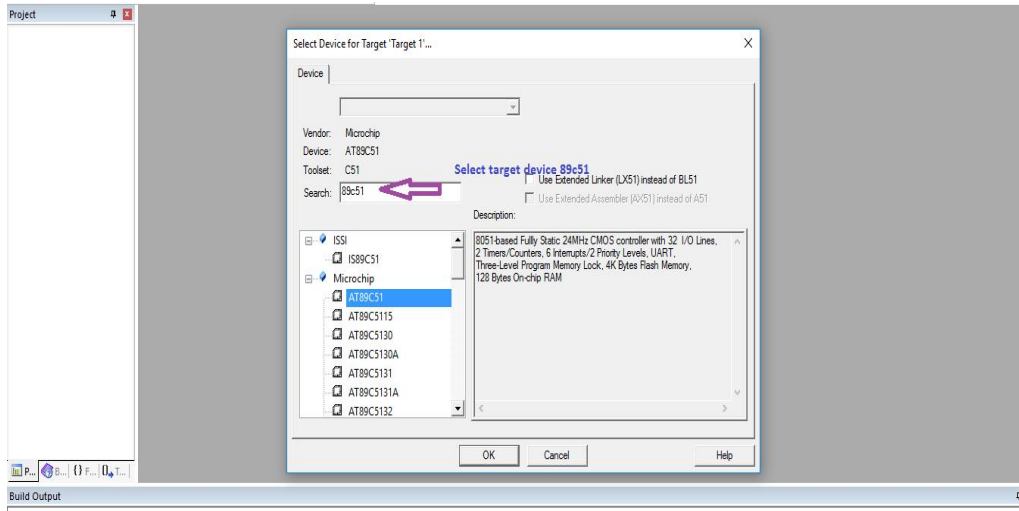 Project
Select Device for Target 'Target 1'...
Device
Vendor: Microchip
Device: AT89C51
Toolset: C51
Select target device 89c51
Search: 89c51
Use Extended Linker (LX51) instead of BL51
Use Extended Assembler (AX51) instead of A51
Description:
ISSI
IS89C51
Microchip
AT89C51
AT89C5115
AT89C5130
AT89C5130A
AT89C5131
AT89C5131A
AT89C5132
8051-based Fully Static 24MHz CMOS controller with 32 I/O Lines,
2 Timers/Counters, 6 Interrupts/2 Priority Levels, UART,
Three-Level Program Memory Lock, 4K Bytes Flash Memory,
128 Bytes On-chip RAM
OK Cancel Help
P... B... {} F... 0 T...
Build Output